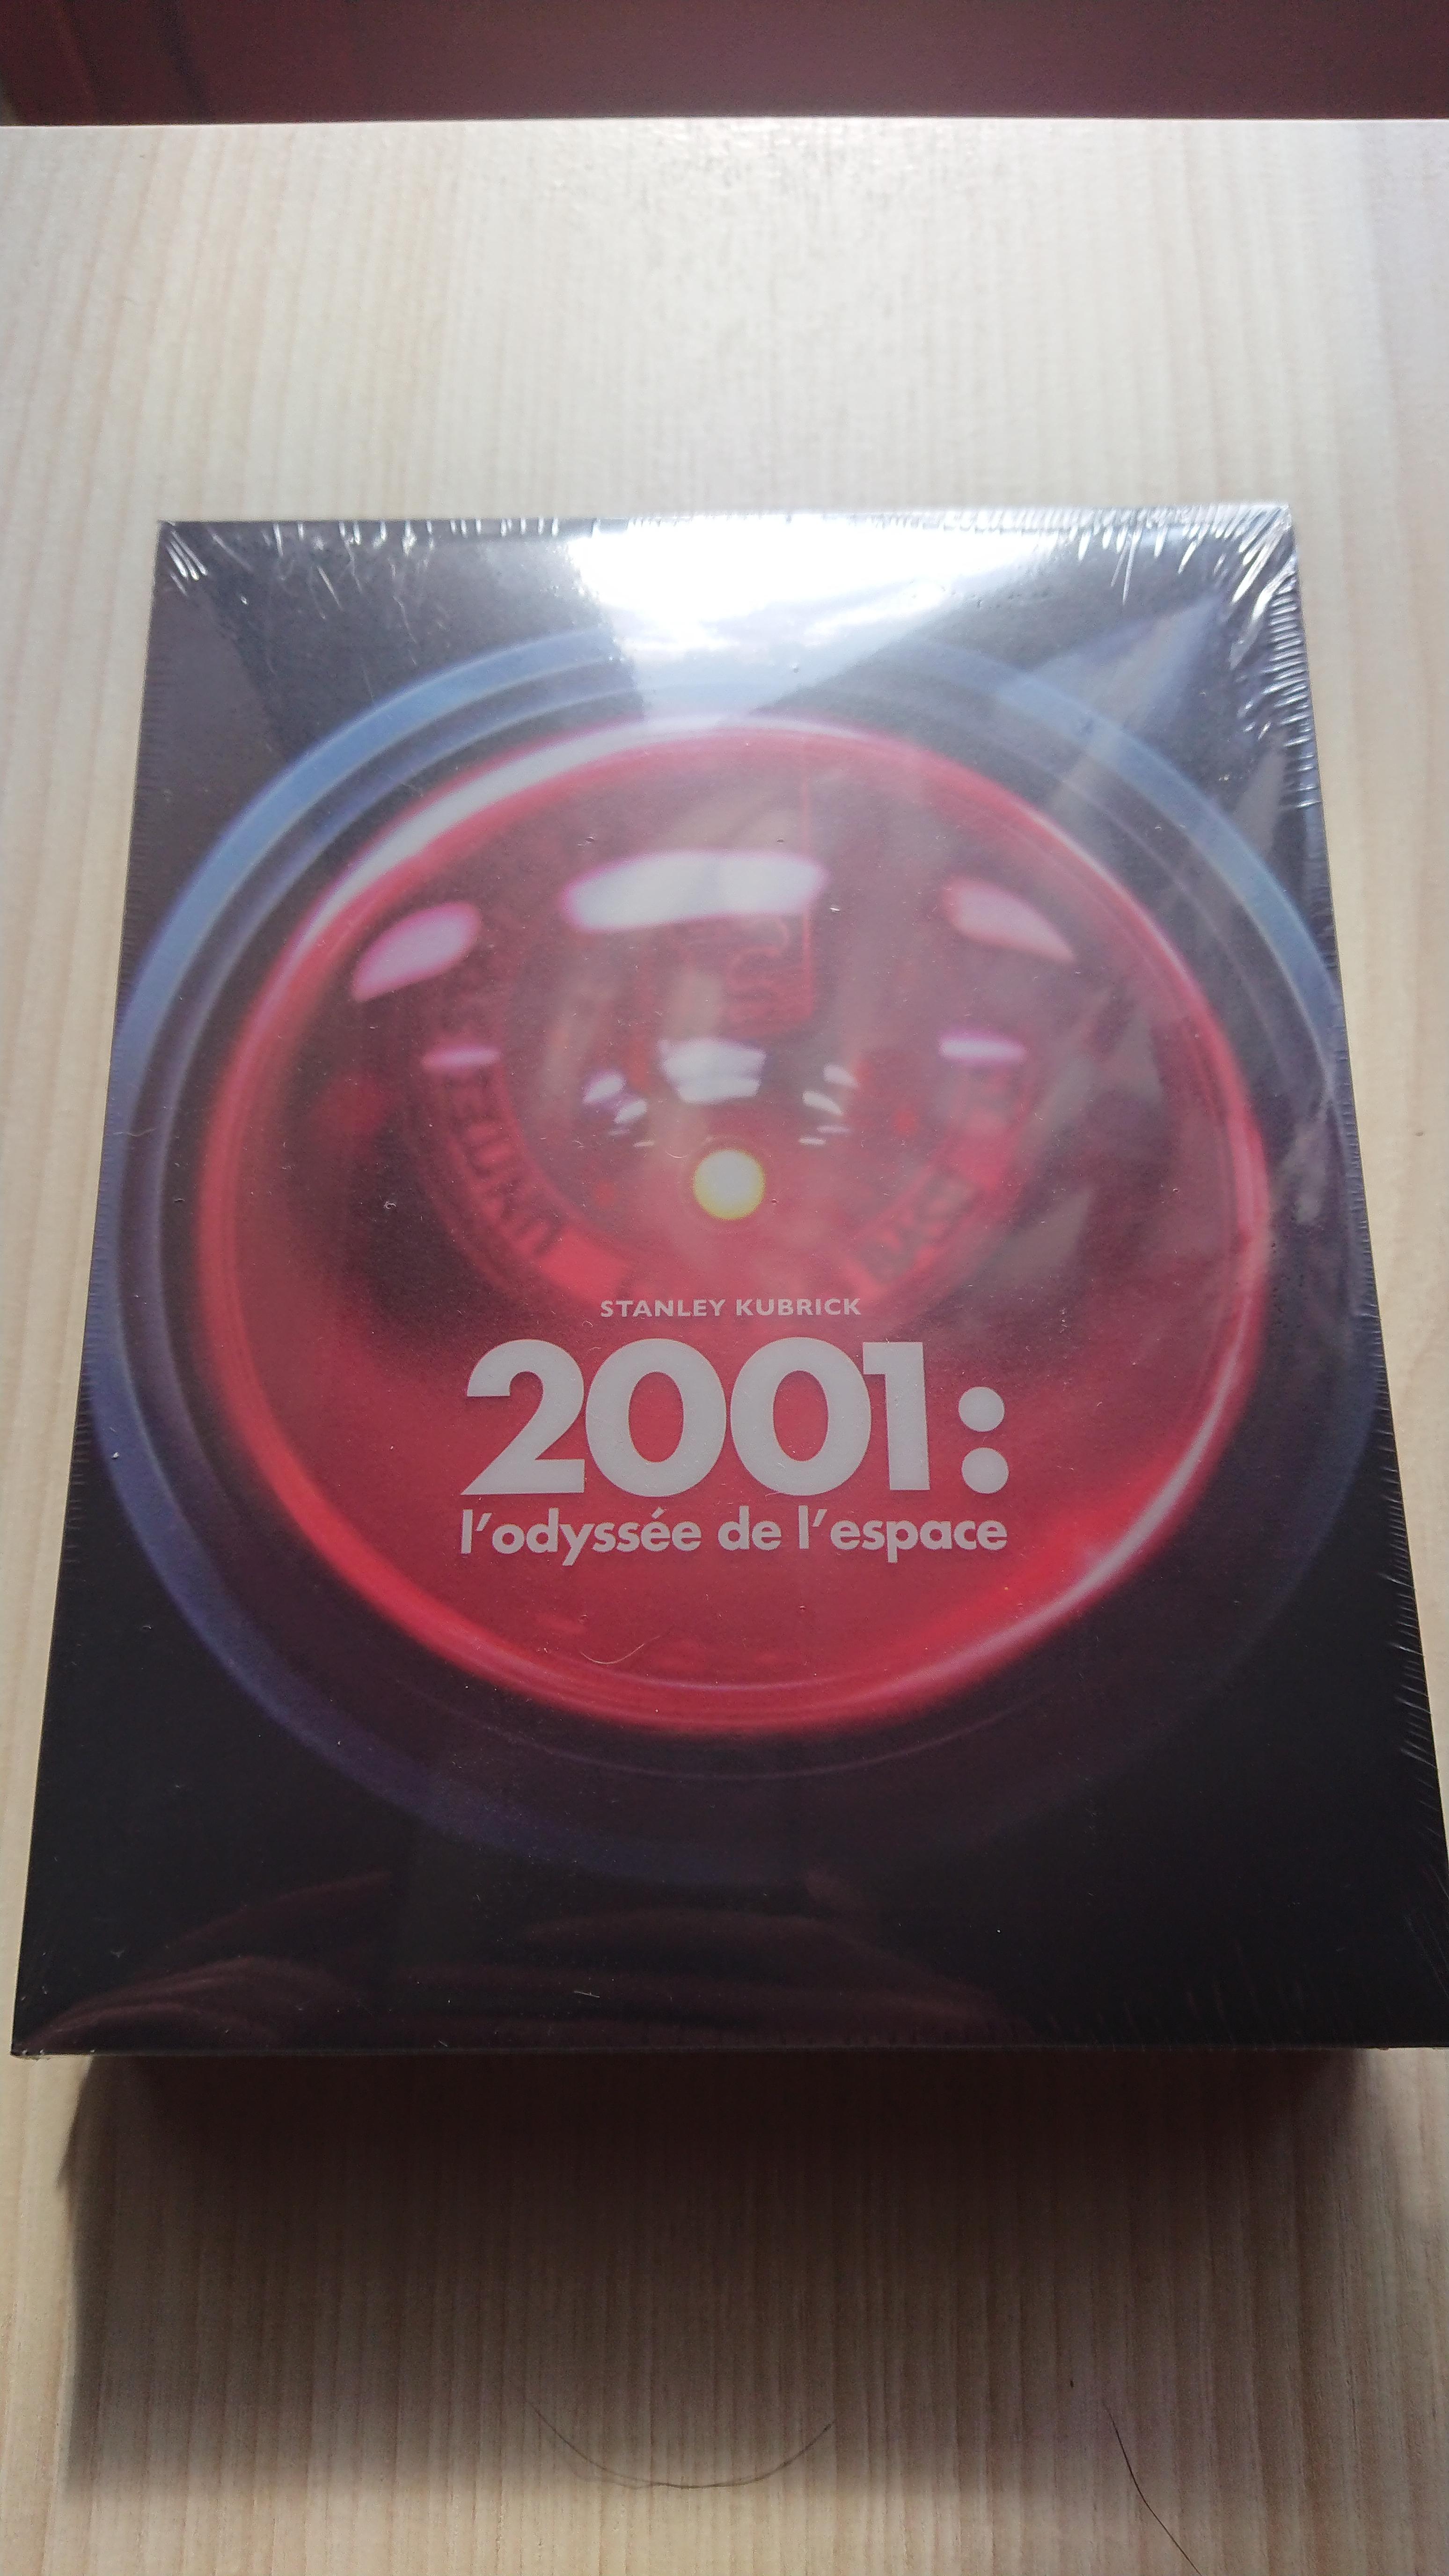 STANLEY KUBRICK
2001:
l'odyssée de l'espace